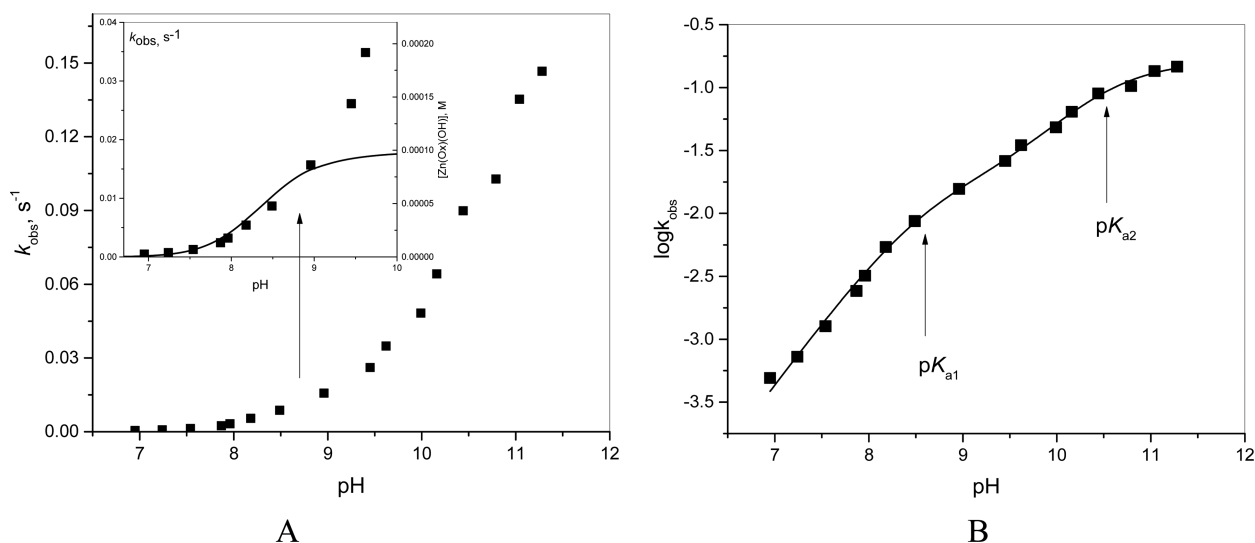 0.15
0.12
0.09
0.06
0.03
0.00
k_obs, s⁻¹
7 8 9 10 11 12
pH
0.04
0.03
0.02
0.01
0.00
k_obs, s⁻¹
7 8 9 10
pH
0.00020
0.00015
0.00010
0.00005
0.00000
[Zn(Ox)(OH)], M
A
-0.5
-1.0
-1.5
-2.0
-2.5
-3.0
-3.5
logk_obs
pK_a1
pK_a2
7 8 9 10 11 12
pH
B